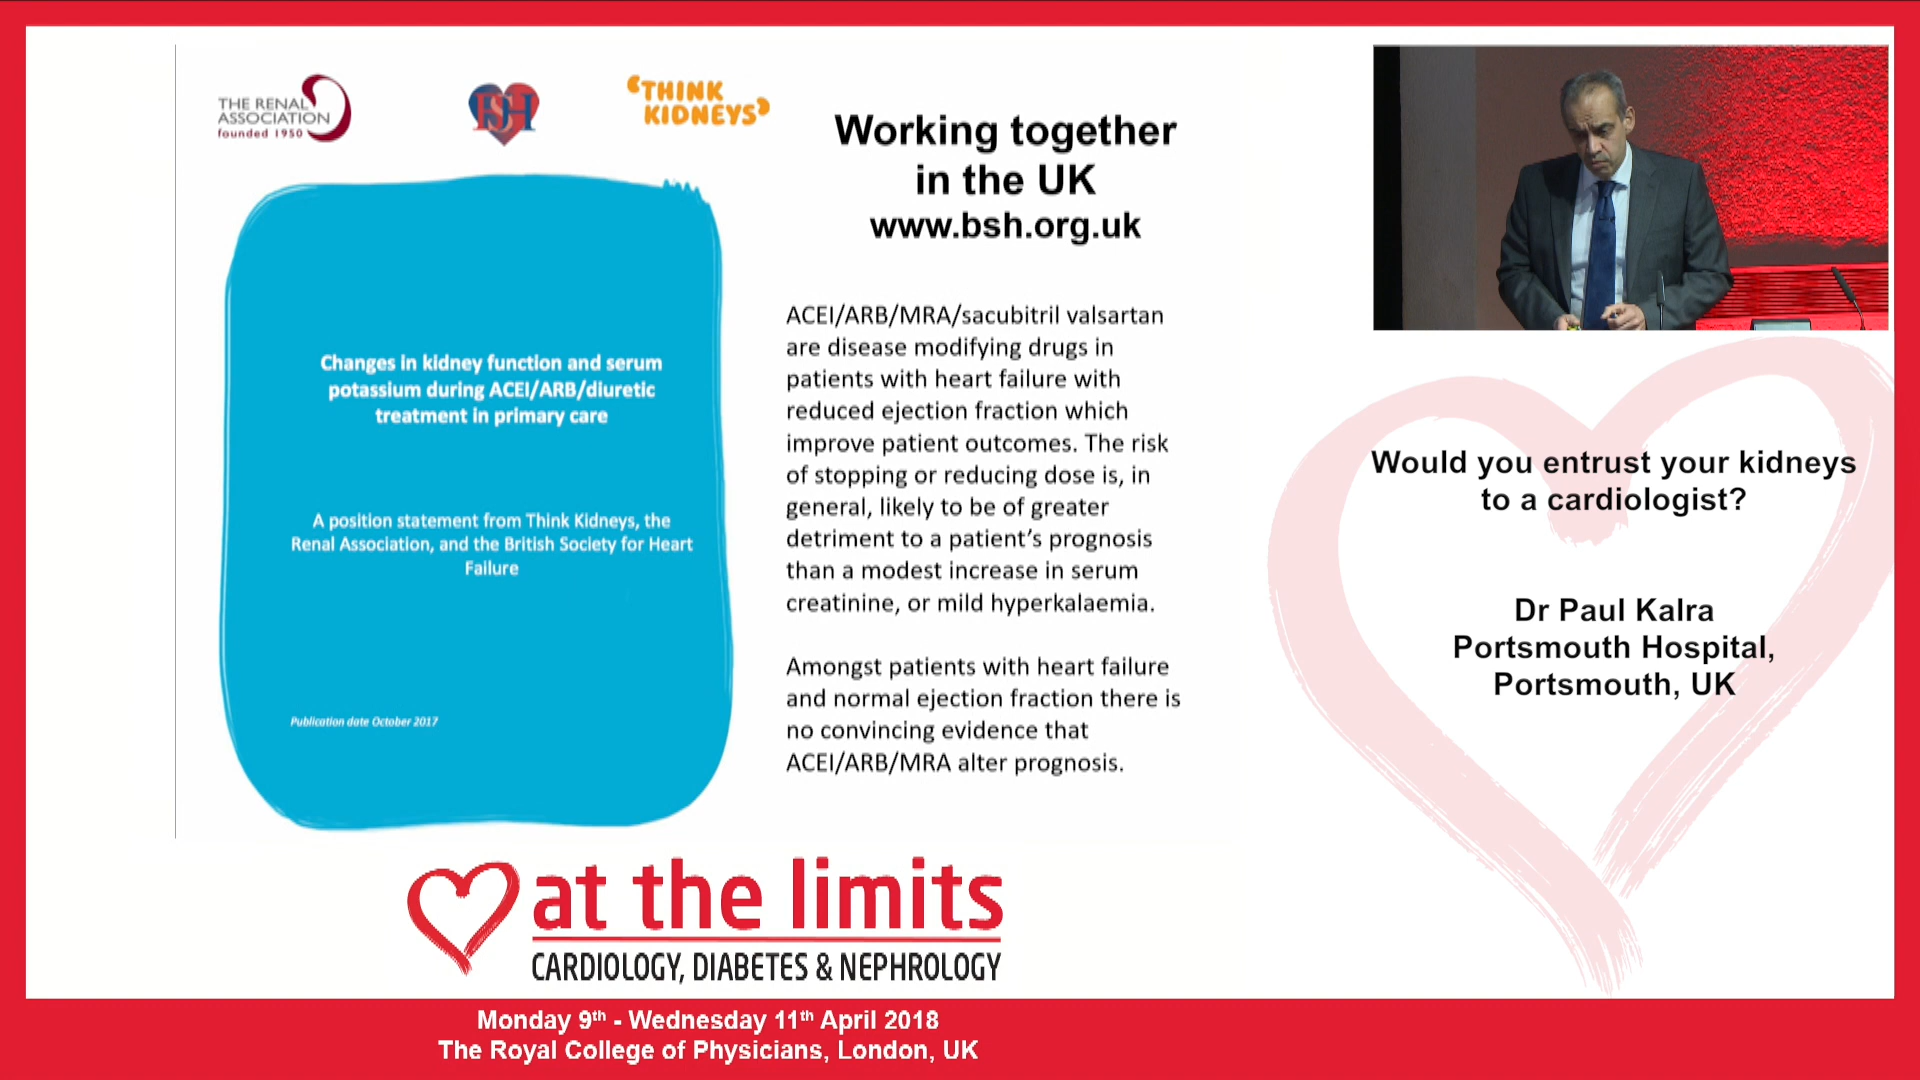 THE RENAL
ASSOCIATION
founded 1950
BSH
‘THINK
KIDNEYS’
Working together
in the UK
www.bsh.org.uk
Changes in kidney function and serum
potassium during ACEI/ARB/diuretic
treatment in primary care
A position statement from Think Kidneys, the
Renal Association, and the British Society for Heart
Failure
Publication date October 2017
ACEI/ARB/MRA/sacubitril valsartan
are disease modifying drugs in
patients with heart failure with
reduced ejection fraction which
improve patient outcomes. The risk
of stopping or reducing dose is, in
general, likely to be of greater
detriment to a patient’s prognosis
than a modest increase in serum
creatinine, or mild hyperkalaemia.
Amongst patients with heart failure
and normal ejection fraction there is
no convincing evidence that
ACEI/ARB/MRA alter prognosis.
Would you entrust your kidneys
to a cardiologist?
Dr Paul Kalra
Portsmouth Hospital,
Portsmouth, UK
at the limits
CARDIOLOGY, DIABETES & NEPHROLOGY
Monday 9th - Wednesday 11th April 2018
The Royal College of Physicians, London, UK